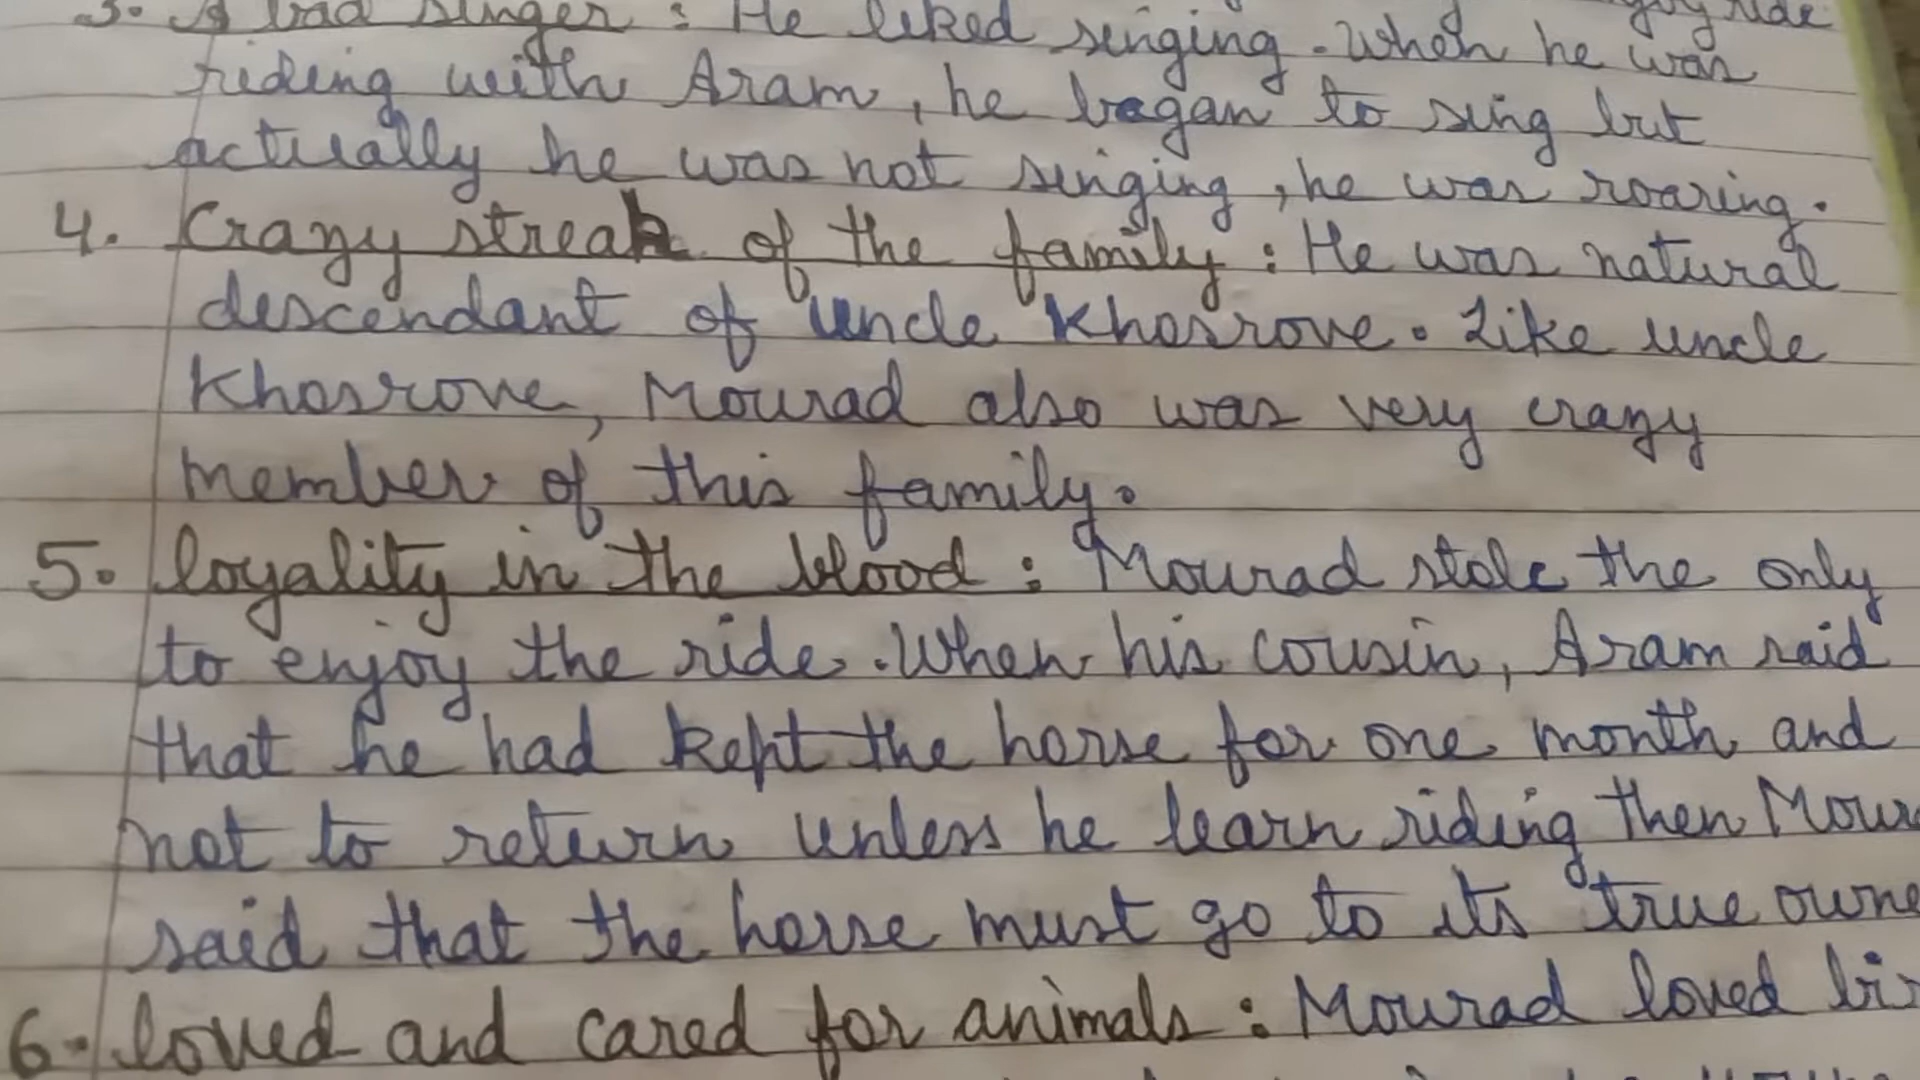 joy ride
3. A bad singer : He liked singing. When he was
riding with Aram, he began to sing but
actually he was not singing, he was roaring.
4. Crazy streak of the family : He was natural
descendant of uncle Khosrove. Like uncle
Khosrove, Mourad also was very crazy
member of this family.
5. loyality in the blood : Mourad stole the only
to enjoy the ride. When his cousin, Aram said
that he had kept the horse for one month and
not to return unless he learn riding then Mour
said that the horse must go to its true owne
6. loved and cared for animals : Mourad loved bir